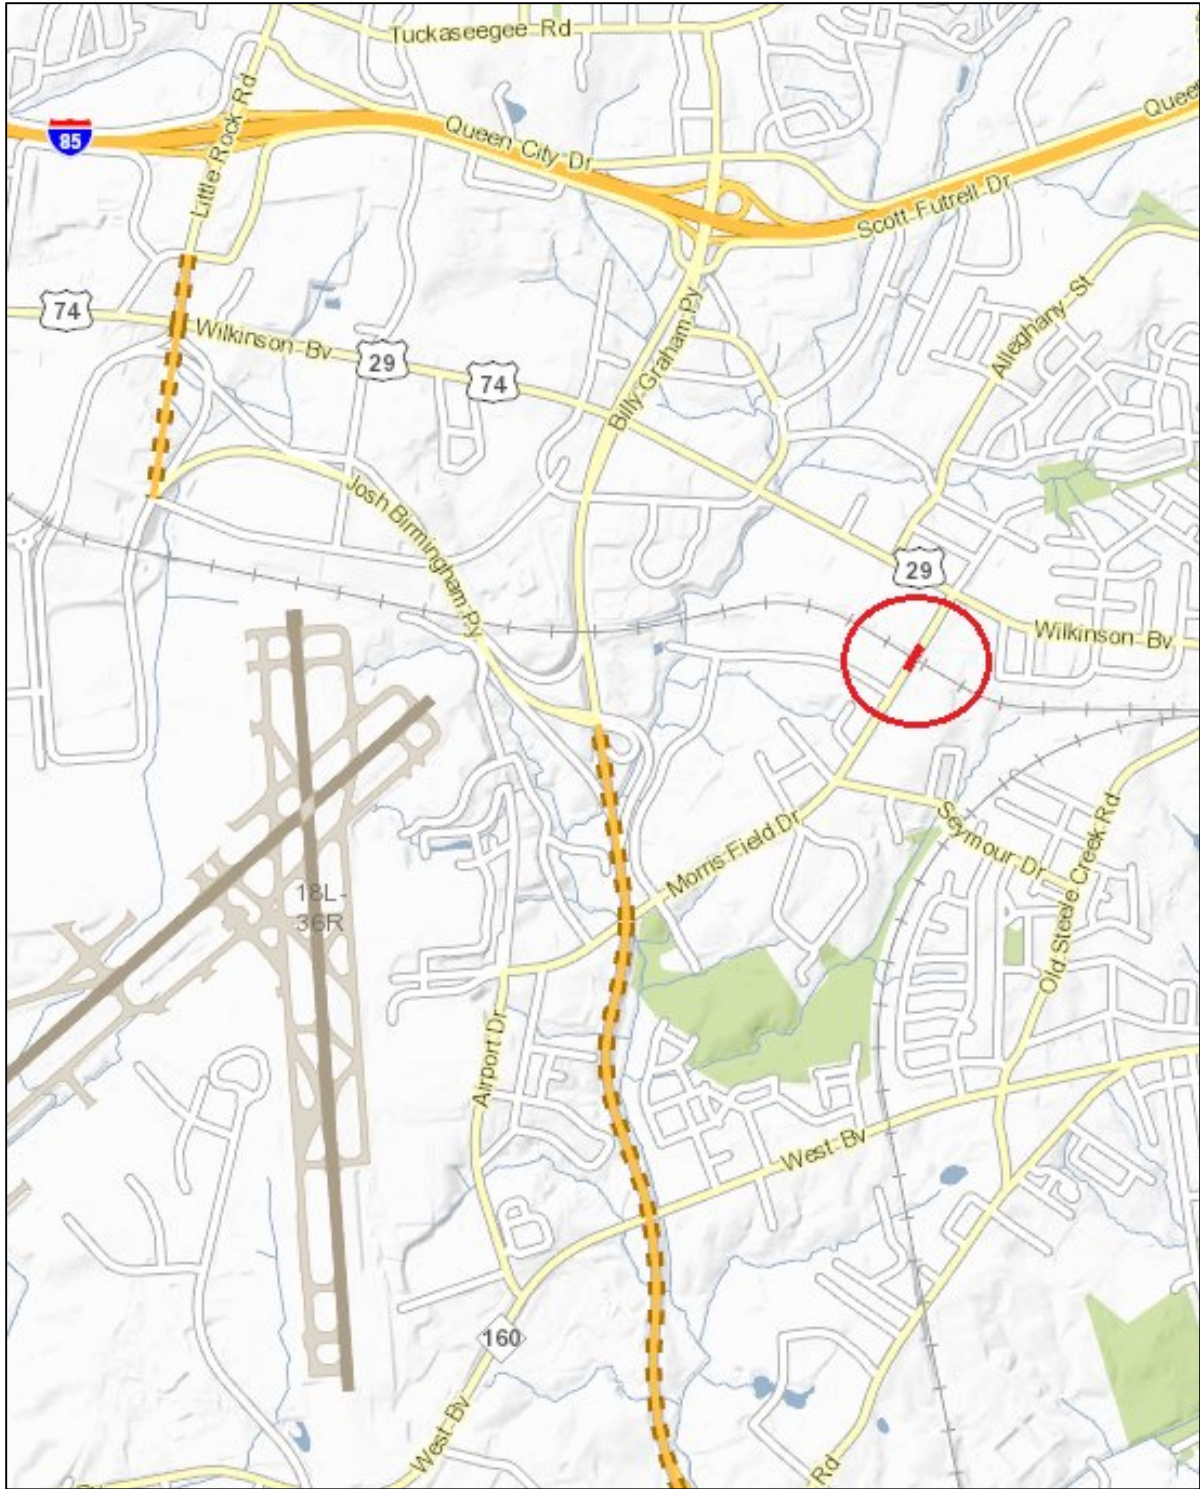 Tuckaseegee Rd
Queen
85
Little Rock Rd
Queen City Dr
Scott Futrell Dr
74
Wilkinson Bv
29
74
Billy Graham Py
Alleghany St
Josh Birmingham Py
29
Wilkinson Bv
18L-
36R
Morris Field Dr
Seymour Dr
Old Steele Creek Rd
Airport Dr
West Bv
160
West Bv
Rd